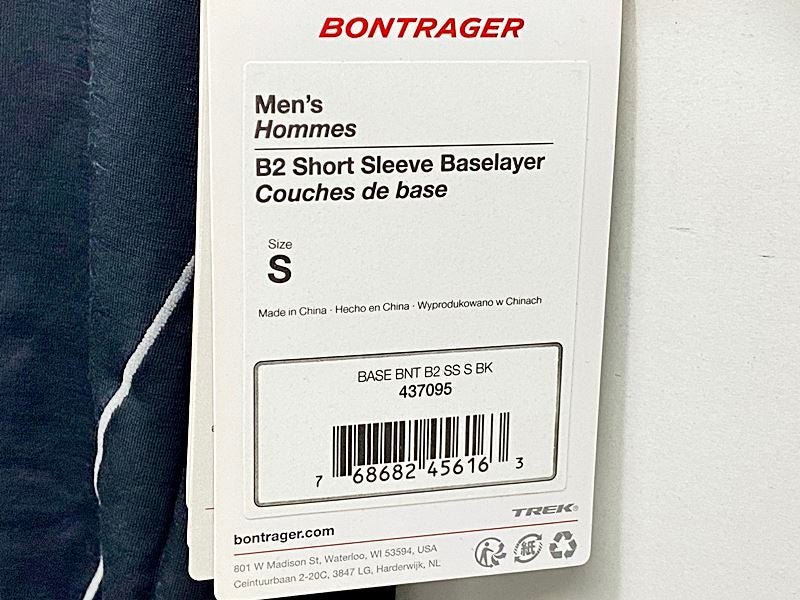 BONTRAGER
Men's
Hommes
B2 Short Sleeve Baselayer
Couches de base
Size
S
Made in China · Hecho en China · Wyprodukowano w Chinach
BASE BNT B2 SS S BK
437095
7 68682 45616 3
TREK®
bontrager.com
801 W Madison St, Waterloo, WI 53594, USA
Ceintuurbaan 2-20C, 3847 LG, Harderwijk, NL
紙